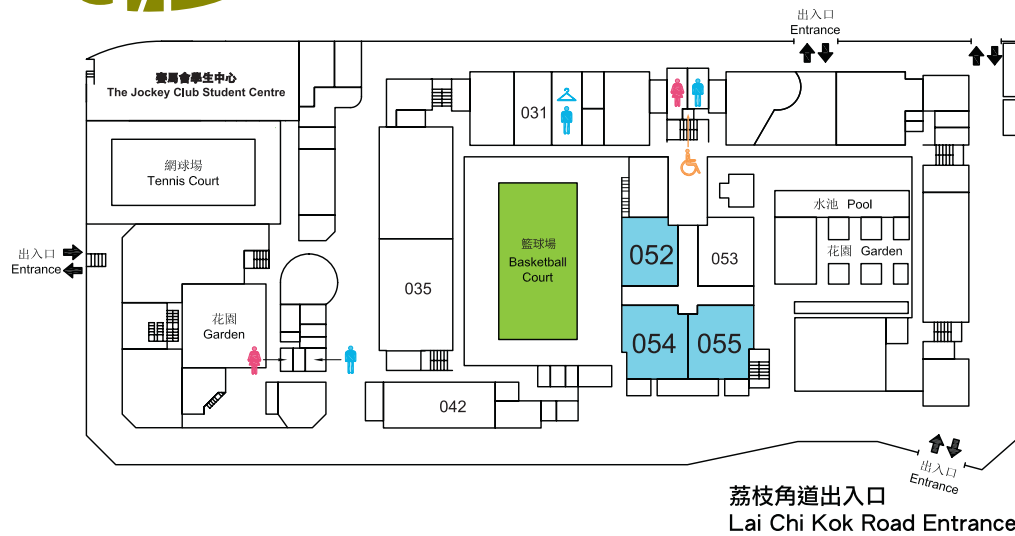 出入口
Entrance
賽馬會學生中心
The Jockey Club Student Centre
031
網球場
Tennis Court
水池 Pool
出入口
Entrance
籃球場
Basketball
Court
052
053
花園 Garden
035
花園
Garden
054
055
042
出入口
Entrance
荔枝角道出入口
Lai Chi Kok Road Entrance